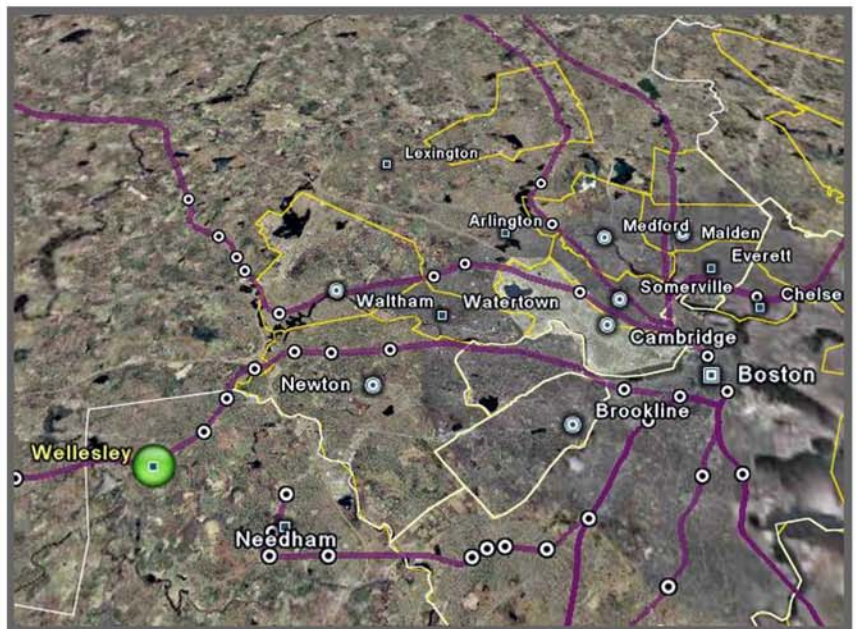 Lexington
Arlington
Medford
Malden
Everett
Somerville
Chelse
Waltham
Watertown
Cambridge
Boston
Newton
Brookline
Wellesley
Needham